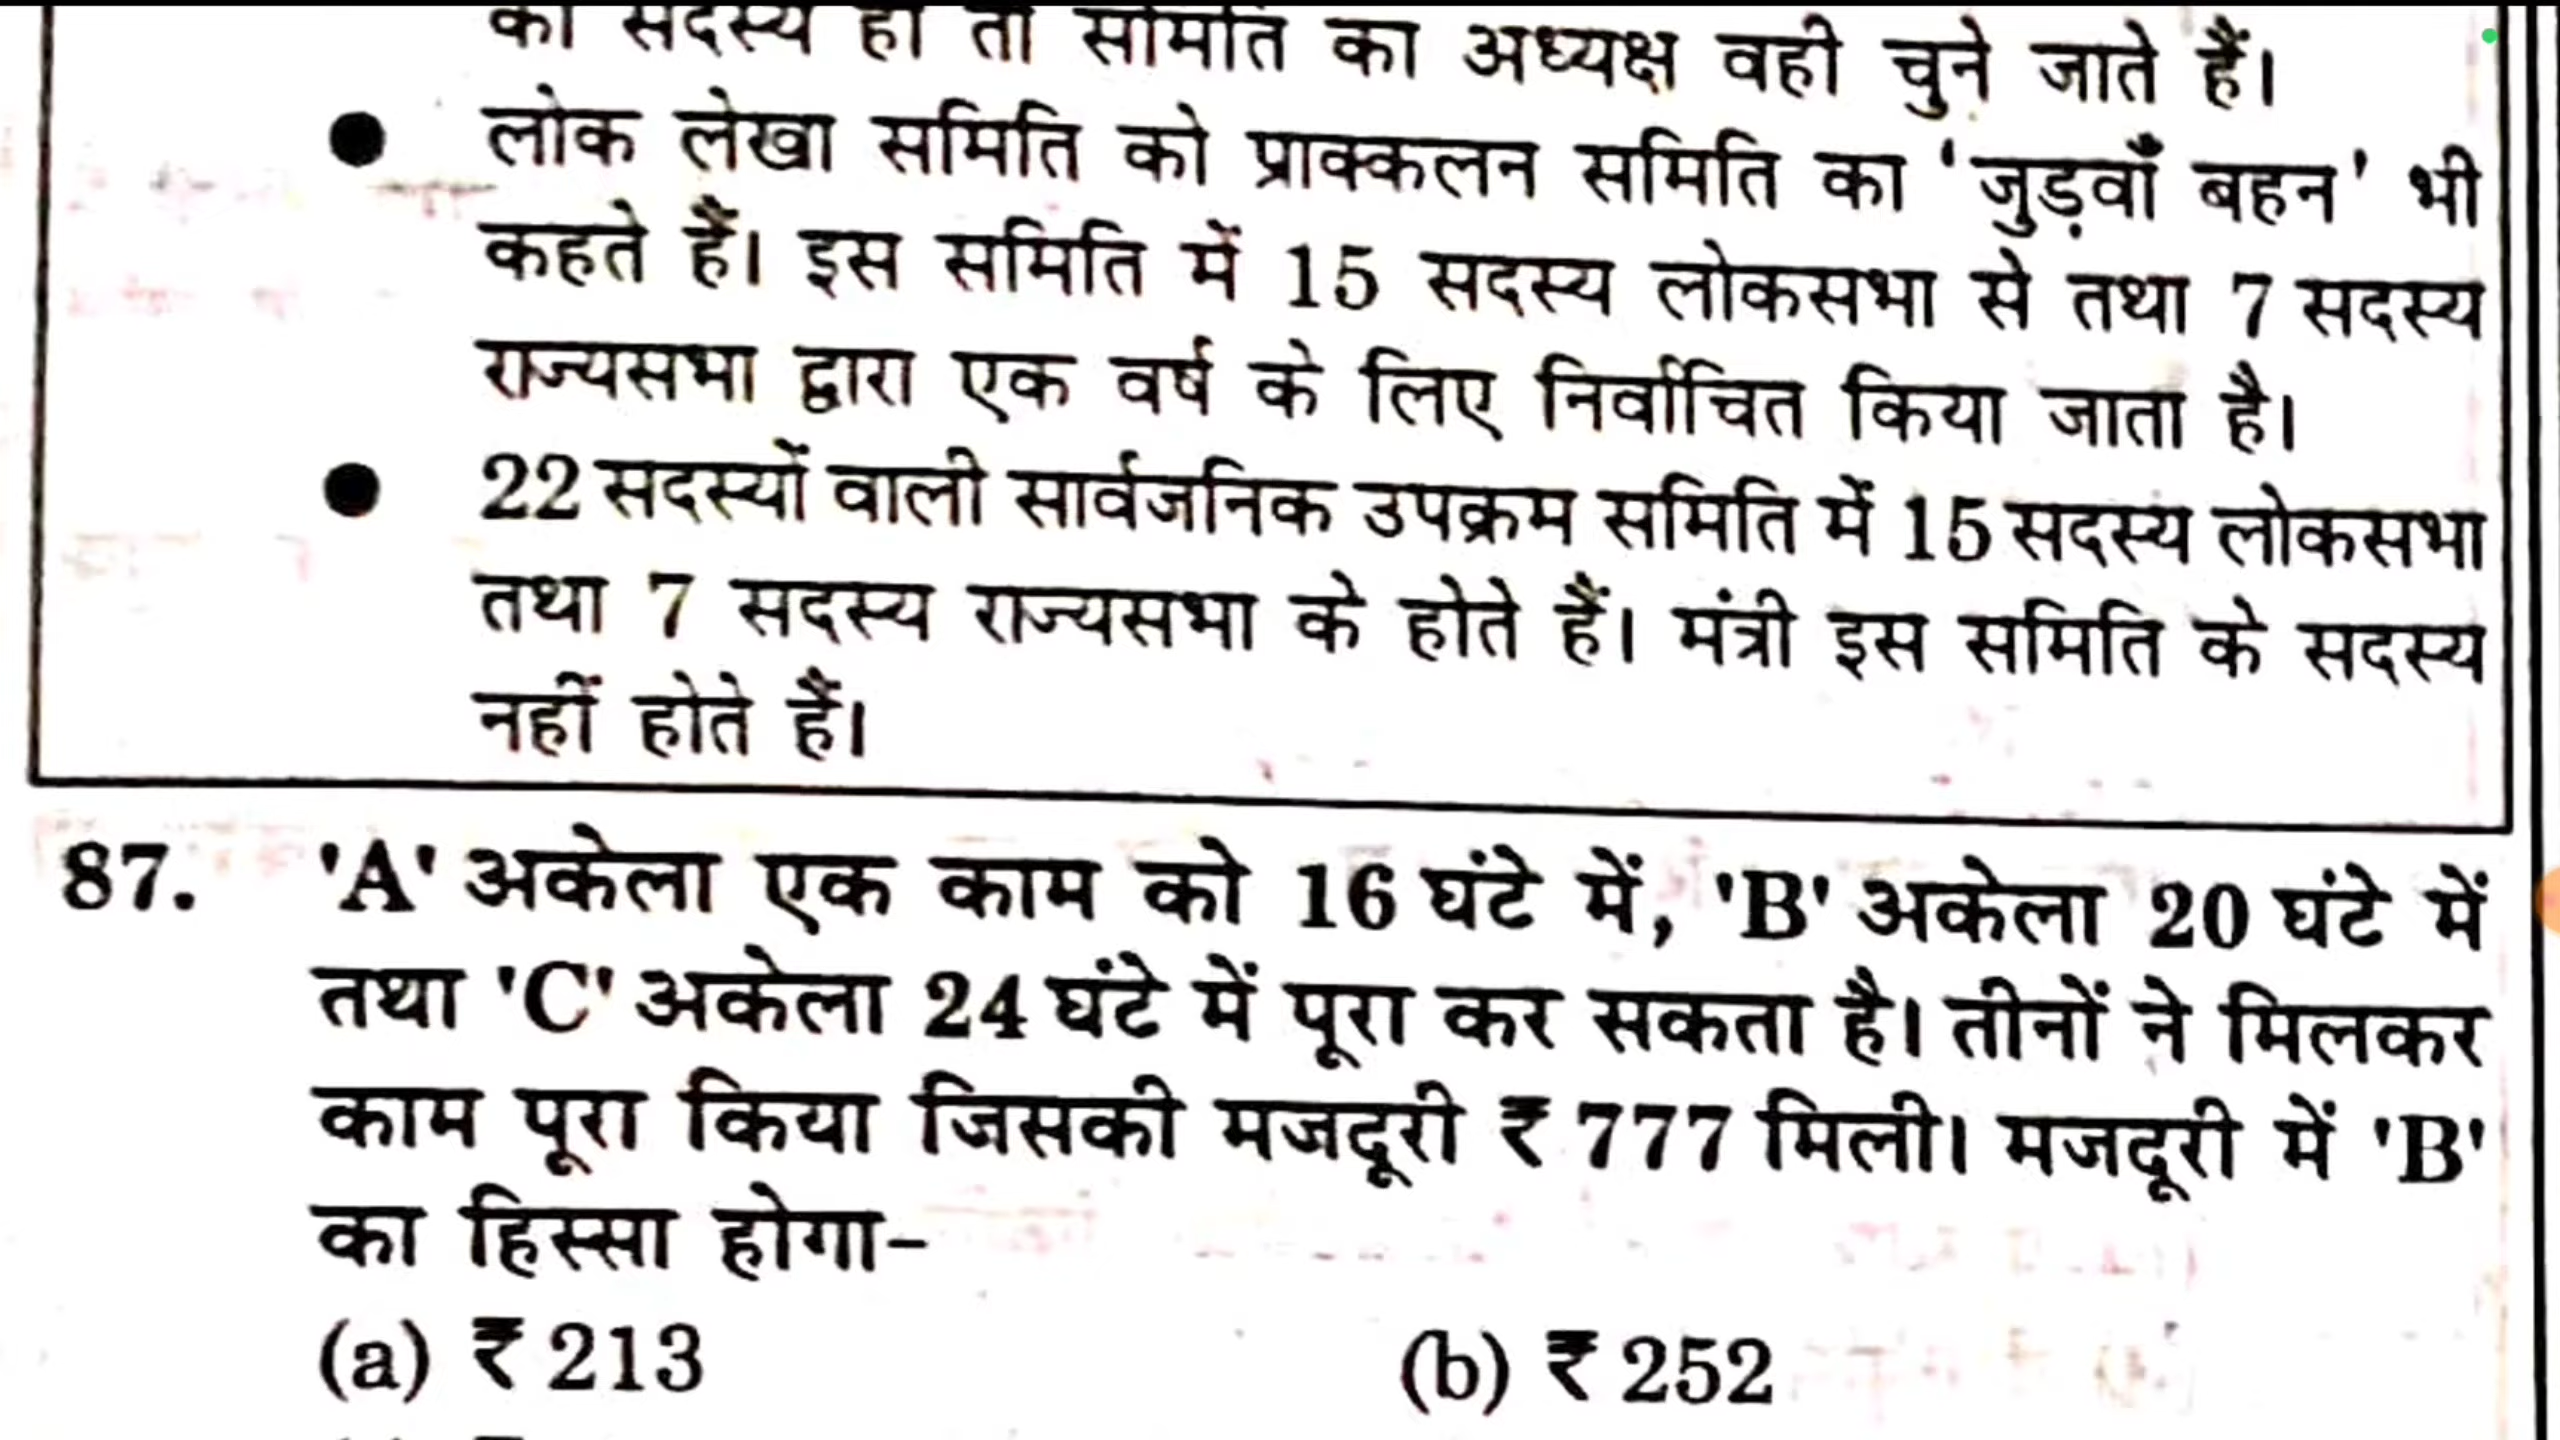 का सदस्य हो तो समिति का अध्यक्ष वही चुने जाते हैं।
● लोक लेखा समिति को प्राक्कलन समिति का 'जुड़वाँ बहन' भी
कहते हैं। इस समिति में 15 सदस्य लोकसभा से तथा 7 सदस्य
राज्यसभा द्वारा एक वर्ष के लिए निर्वाचित किया जाता है।
● 22 सदस्यों वाली सार्वजनिक उपक्रम समिति में 15 सदस्य लोकसभा
तथा 7 सदस्य राज्यसभा के होते हैं। मंत्री इस समिति के सदस्य
नहीं होते हैं।
87. 'A' अकेला एक काम को 16 घंटे में, 'B' अकेला 20 घंटे में
तथा 'C' अकेला 24 घंटे में पूरा कर सकता है। तीनों ने मिलकर
काम पूरा किया जिसकी मजदूरी ₹ 777 मिली। मजदूरी में 'B'
का हिस्सा होगा-
(a) ₹ 213 (b) ₹ 252